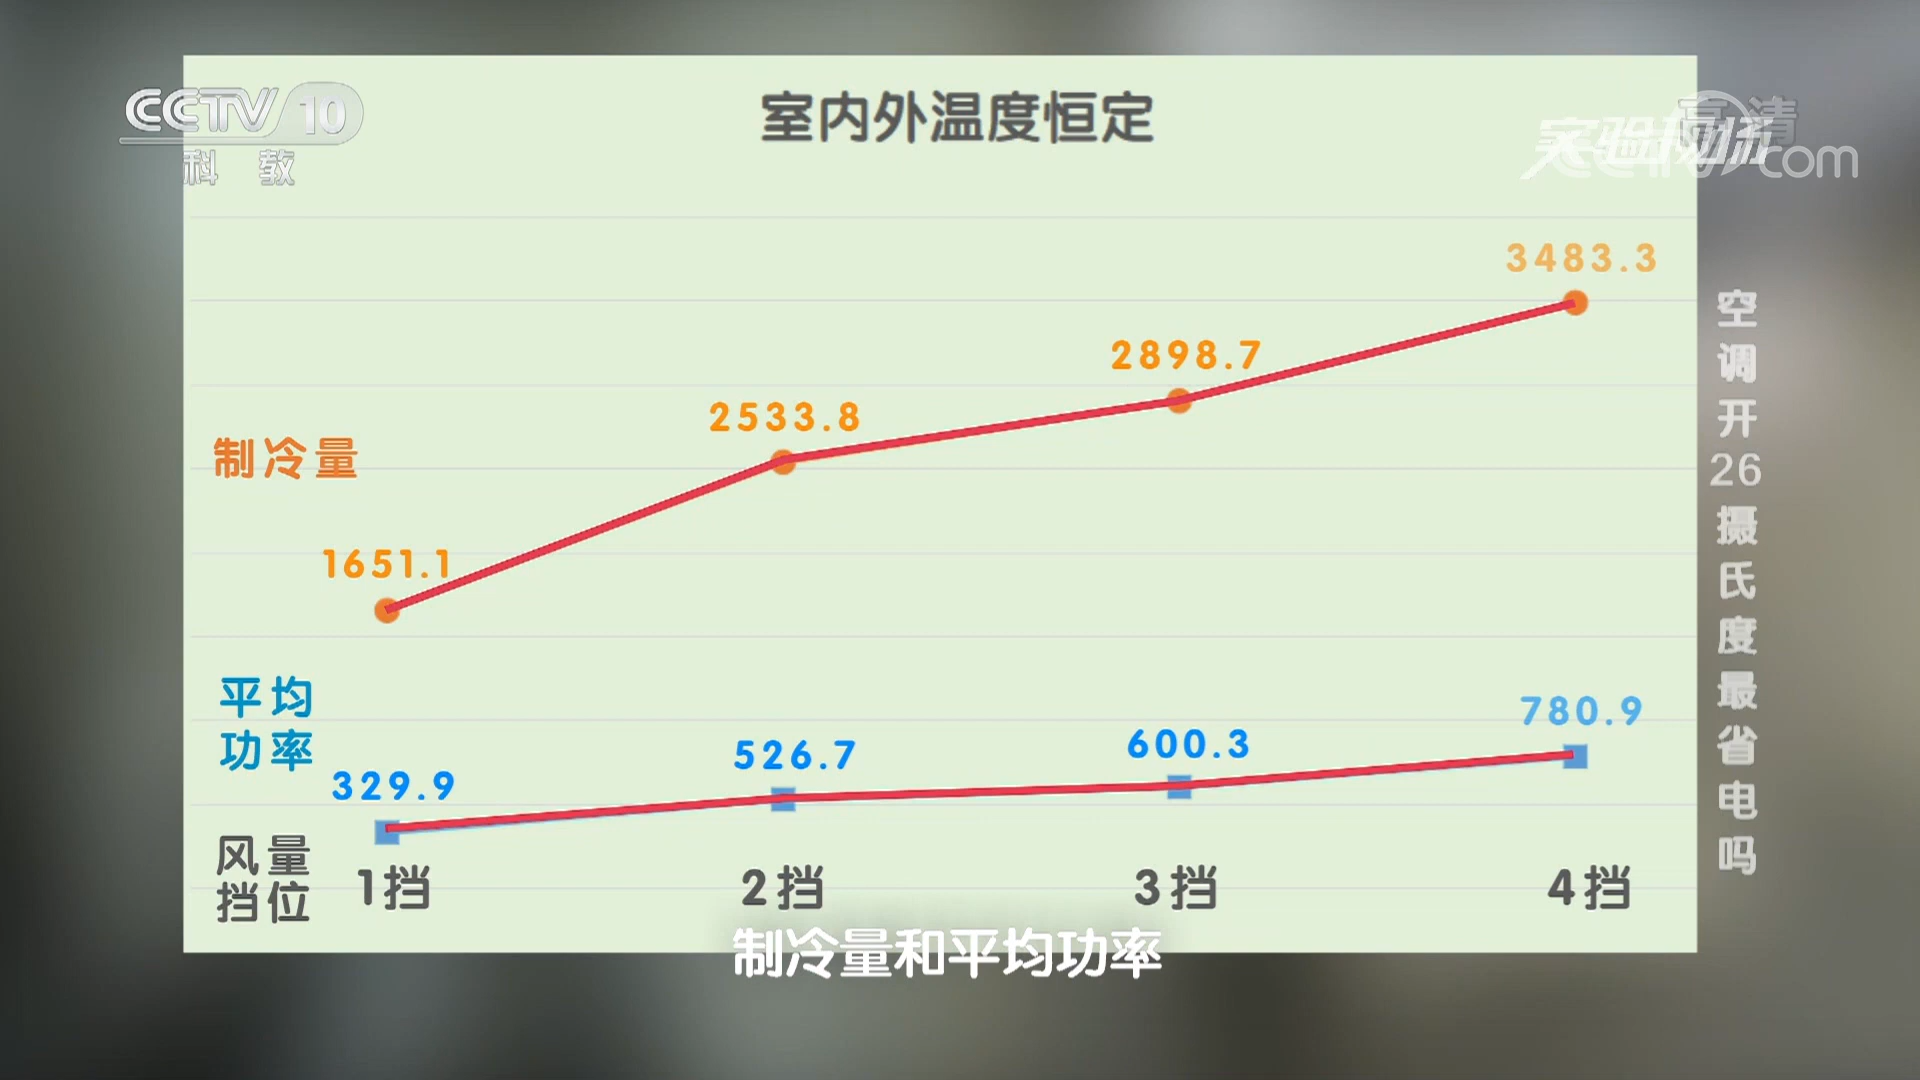 CCTV 10
科 教
高清
实验现场
cctv.com
室内外温度恒定
3483.3
2898.7
2533.8
制冷量
1651.1
平均
功率
780.9
600.3
526.7
329.9
风量
挡位
1挡
2挡
3挡
4挡
制冷量和平均功率
空调开26摄氏度最省电吗